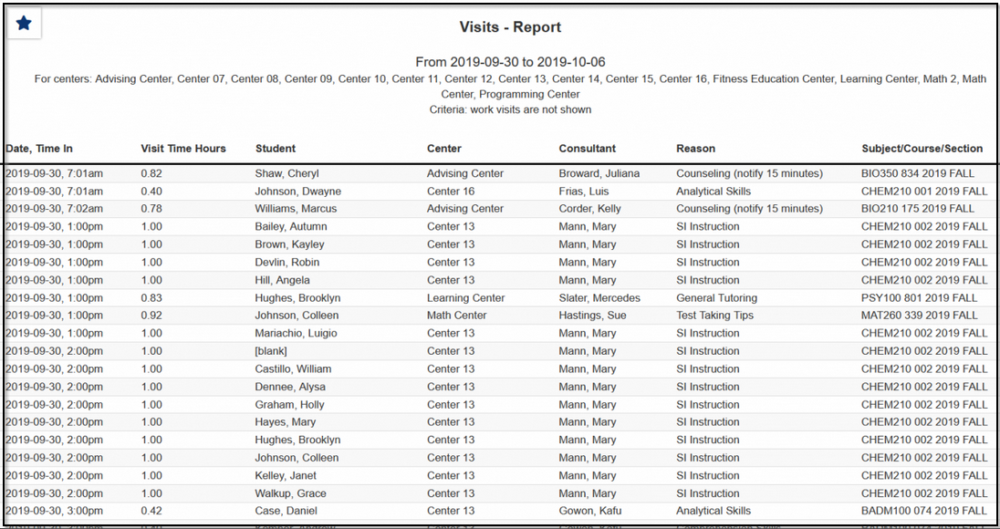 Visits - Report
From 2019-09-30 to 2019-10-06
For centers: Advising Center, Center 07, Center 08, Center 09, Center 10, Center 11, Center 12, Center 13, Center 14, Center 15, Center 16, Fitness Education Center, Learning Center, Math 2, Math
Center, Programming Center
Criteria: work visits are not shown
Date, Time In Visit Time Hours Student Center Consultant Reason Subject/Course/Section
2019-09-30, 7:01am 0.82 Shaw, Cheryl Advising Center Broward, Juliana Counseling (notify 15 minutes) BIO350 834 2019 FALL
2019-09-30, 7:01am 0.40 Johnson, Dwayne Center 16 Frias, Luis Analytical Skills CHEM210 001 2019 FALL
2019-09-30, 7:02am 0.78 Williams, Marcus Advising Center Corder, Kelly Counseling (notify 15 minutes) BIO210 175 2019 FALL
2019-09-30, 1:00pm 1.00 Bailey, Autumn Center 13 Mann, Mary SI Instruction CHEM210 002 2019 FALL
2019-09-30, 1:00pm 1.00 Brown, Kayley Center 13 Mann, Mary SI Instruction CHEM210 002 2019 FALL
2019-09-30, 1:00pm 1.00 Devlin, Robin Center 13 Mann, Mary SI Instruction CHEM210 002 2019 FALL
2019-09-30, 1:00pm 1.00 Hill, Angela Center 13 Mann, Mary SI Instruction CHEM210 002 2019 FALL
2019-09-30, 1:00pm 0.83 Hughes, Brooklyn Learning Center Slater, Mercedes General Tutoring PSY100 801 2019 FALL
2019-09-30, 1:00pm 0.92 Johnson, Colleen Math Center Hastings, Sue Test Taking Tips MAT260 339 2019 FALL
2019-09-30, 1:00pm 1.00 Mariachio, Luigio Center 13 Mann, Mary SI Instruction CHEM210 002 2019 FALL
2019-09-30, 2:00pm 1.00 [blank] Center 13 Mann, Mary SI Instruction CHEM210 002 2019 FALL
2019-09-30, 2:00pm 1.00 Castillo, William Center 13 Mann, Mary SI Instruction CHEM210 002 2019 FALL
2019-09-30, 2:00pm 1.00 Dennee, Alysa Center 13 Mann, Mary SI Instruction CHEM210 002 2019 FALL
2019-09-30, 2:00pm 1.00 Graham, Holly Center 13 Mann, Mary SI Instruction CHEM210 002 2019 FALL
2019-09-30, 2:00pm 1.00 Hayes, Mary Center 13 Mann, Mary SI Instruction CHEM210 002 2019 FALL
2019-09-30, 2:00pm 1.00 Hughes, Brooklyn Center 13 Mann, Mary SI Instruction CHEM210 002 2019 FALL
2019-09-30, 2:00pm 1.00 Johnson, Colleen Center 13 Mann, Mary SI Instruction CHEM210 002 2019 FALL
2019-09-30, 2:00pm 1.00 Kelley, Janet Center 13 Mann, Mary SI Instruction CHEM210 002 2019 FALL
2019-09-30, 2:00pm 1.00 Walkup, Grace Center 13 Mann, Mary SI Instruction CHEM210 002 2019 FALL
2019-09-30, 3:00pm 0.42 Case, Daniel Center 13 Gowon, Kafu Analytical Skills BADM100 074 2019 FALL